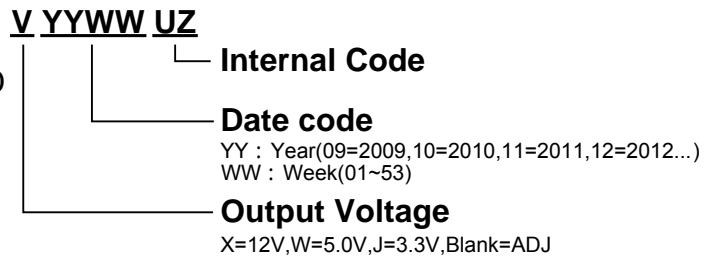 V YYWW UZ
Internal Code
Date code
YY : Year(09=2009,10=2010,11=2011,12=2012...)
WW : Week(01~53)
Output Voltage
X=12V,W=5.0V,J=3.3V,Blank=ADJ